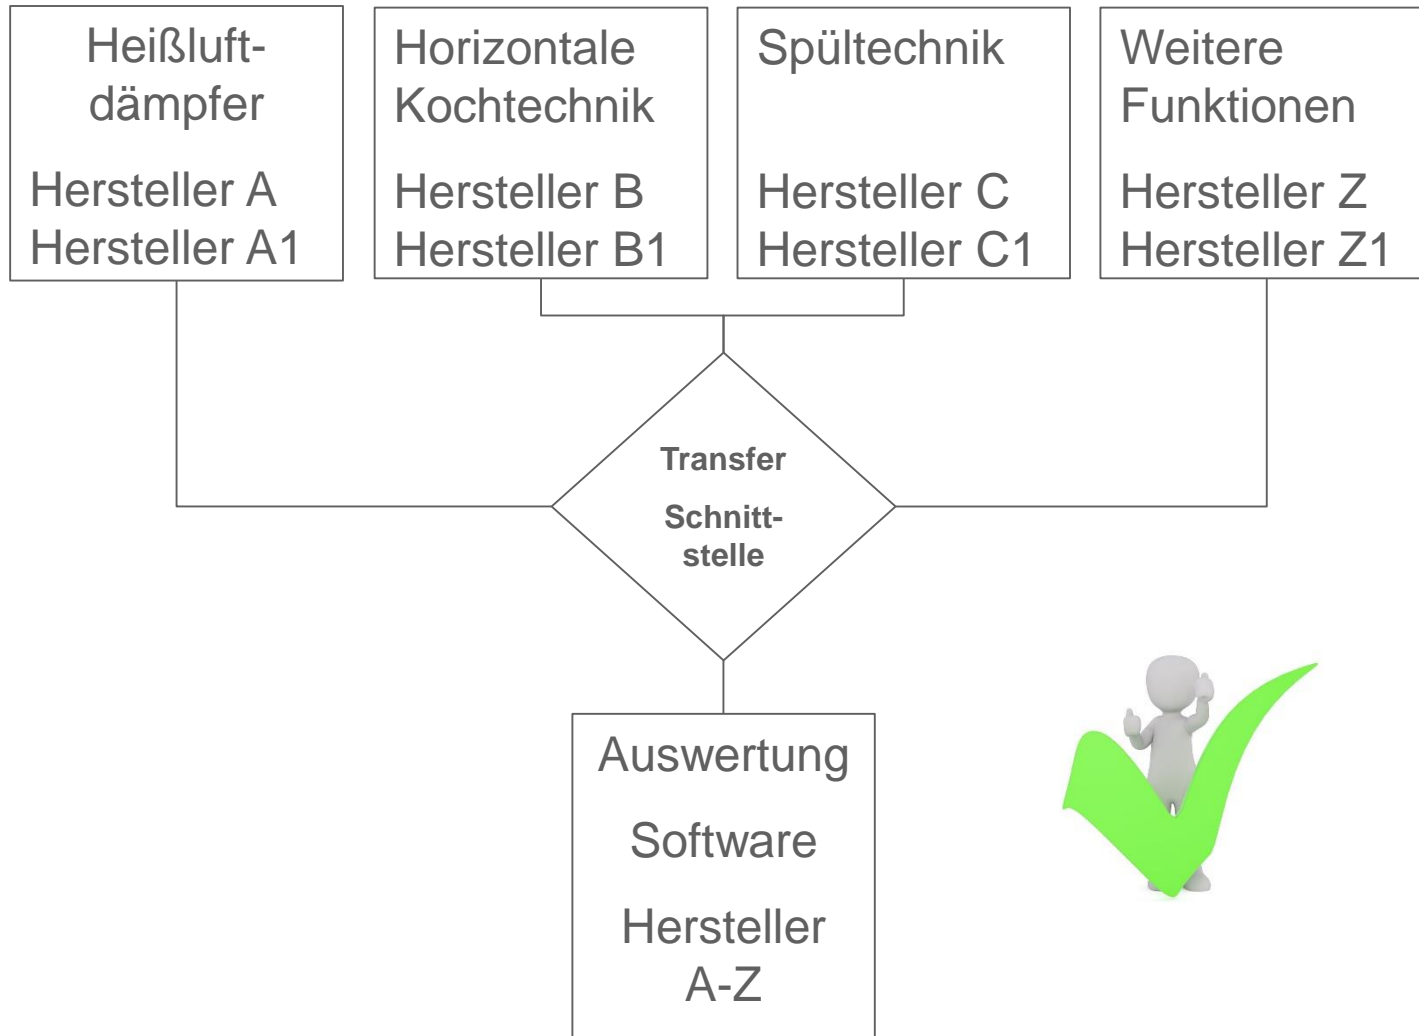 Heißluft-
dämpfer
Hersteller A
Hersteller A1
Horizontale
Kochtechnik
Hersteller B
Hersteller B1
Spültechnik
Hersteller C
Hersteller C1
Weitere
Funktionen
Hersteller Z
Hersteller Z1
Transfer
Schnitt-
stelle
Auswertung
Software
Hersteller
A-Z